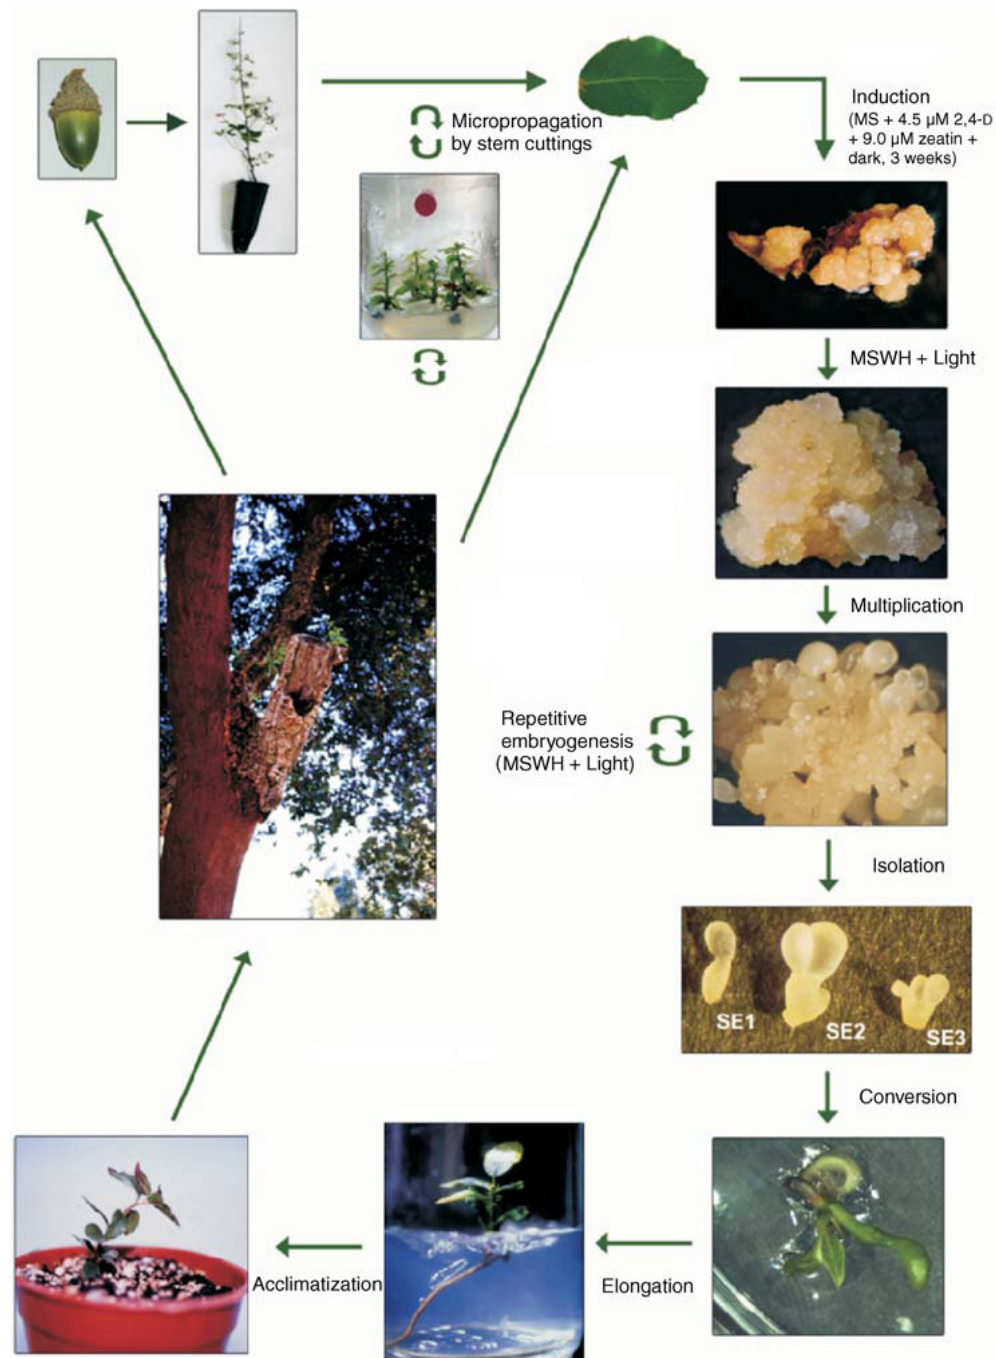 Induction
(MS + 4.5 µM 2,4-D
+ 9.0 µM zeatin +
dark, 3 weeks)
Micropropagation
by stem cuttings
MSWH + Light
Multiplication
Repetitive
embryogenesis
(MSWH + Light)
Isolation
SE1
SE2
SE3
Conversion
Elongation
Acclimatization